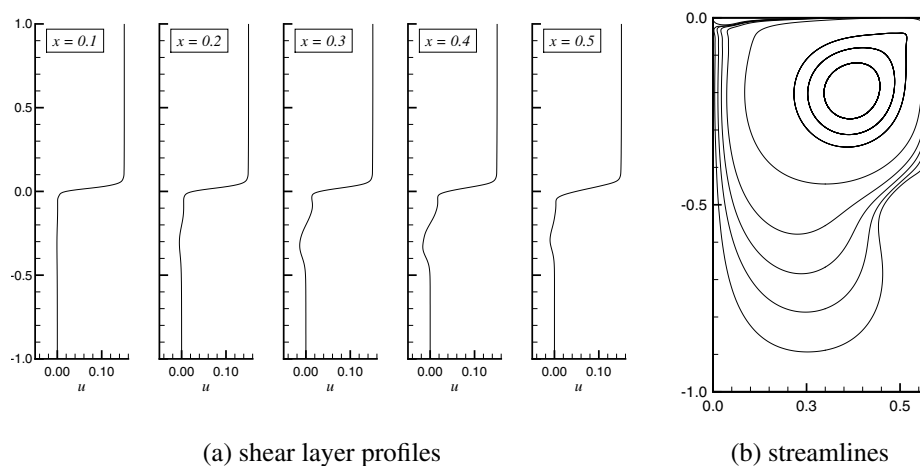 1.0
0.5
0.0
-0.5
-1.0
x = 0.1
x = 0.2
x = 0.3
x = 0.4
x = 0.5
0.00 0.10
0.00 0.10
0.00 0.10
0.00 0.10
0.00 0.10
u
u
u
u
u
0.0
-0.5
-1.0
0.0 0.3 0.5
(a) shear layer profiles
(b) streamlines